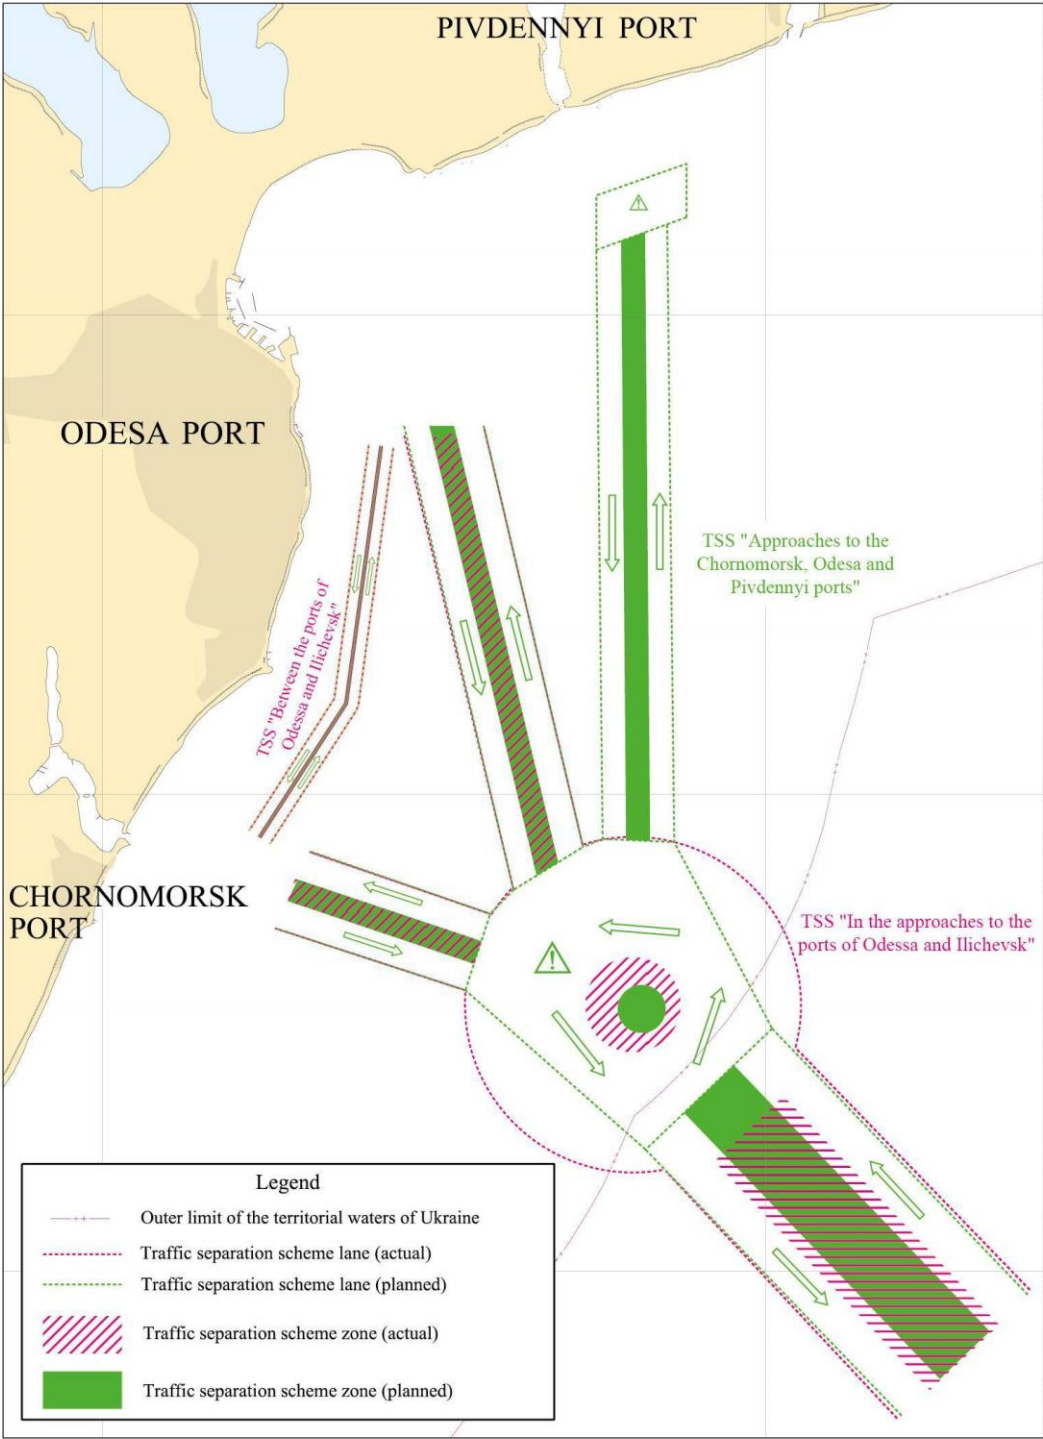 PIVDENNYI PORT
ODESA PORT
TSS "Approaches to the
Chornomorsk, Odesa and
Pivdennyi ports"
TSS "Between the ports of
Odessa and Ilichevsk"
CHORNOMORSK
PORT
TSS "In the approaches to the
ports of Odessa and Ilichevsk"
Legend
Outer limit of the territorial waters of Ukraine
Traffic separation scheme lane (actual)
Traffic separation scheme lane (planned)
Traffic separation scheme zone (actual)
Traffic separation scheme zone (planned)